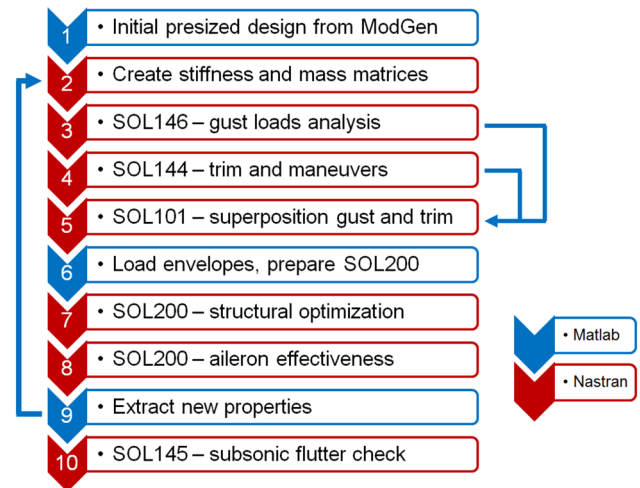 1 • Initial presized design from ModGen
2 • Create stiffness and mass matrices
3 • SOL146 – gust loads analysis
4 • SOL144 – trim and maneuvers
5 • SOL101 – superposition gust and trim
6 • Load envelopes, prepare SOL200
7 • SOL200 – structural optimization
8 • SOL200 – aileron effectiveness
9 • Extract new properties
10 • SOL145 – subsonic flutter check
• Matlab
• Nastran